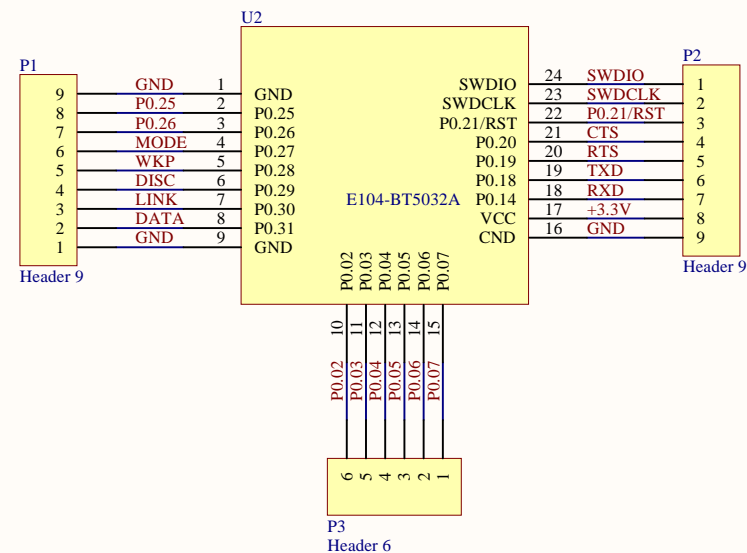 U2
P1
P2
9 GND 1 GND
8 P0.25 2 P0.25
7 P0.26 3 P0.26
6 MODE 4 P0.27
5 WKP 5 P0.28
4 DISC 6 P0.29
3 LINK 7 P0.30
2 DATA 8 P0.31
1 GND 9 GND
Header 9
E104-BT5032A
SWDIO 24 SWDIO 1
SWDCLK 23 SWDCLK 2
P0.21/RST 22 P0.21/RST 3
P0.20 21 CTS 4
P0.19 20 RTS 5
P0.18 19 TXD 6
P0.14 18 RXD 7
VCC 17 +3.3V 8
CND 16 GND 9
Header 9
P0.02 P0.03 P0.04 P0.05 P0.06 P0.07
10 11 12 13 14 15
P0.02 P0.03 P0.04 P0.05 P0.06 P0.07
6 5 4 3 2 1
P3
Header 6